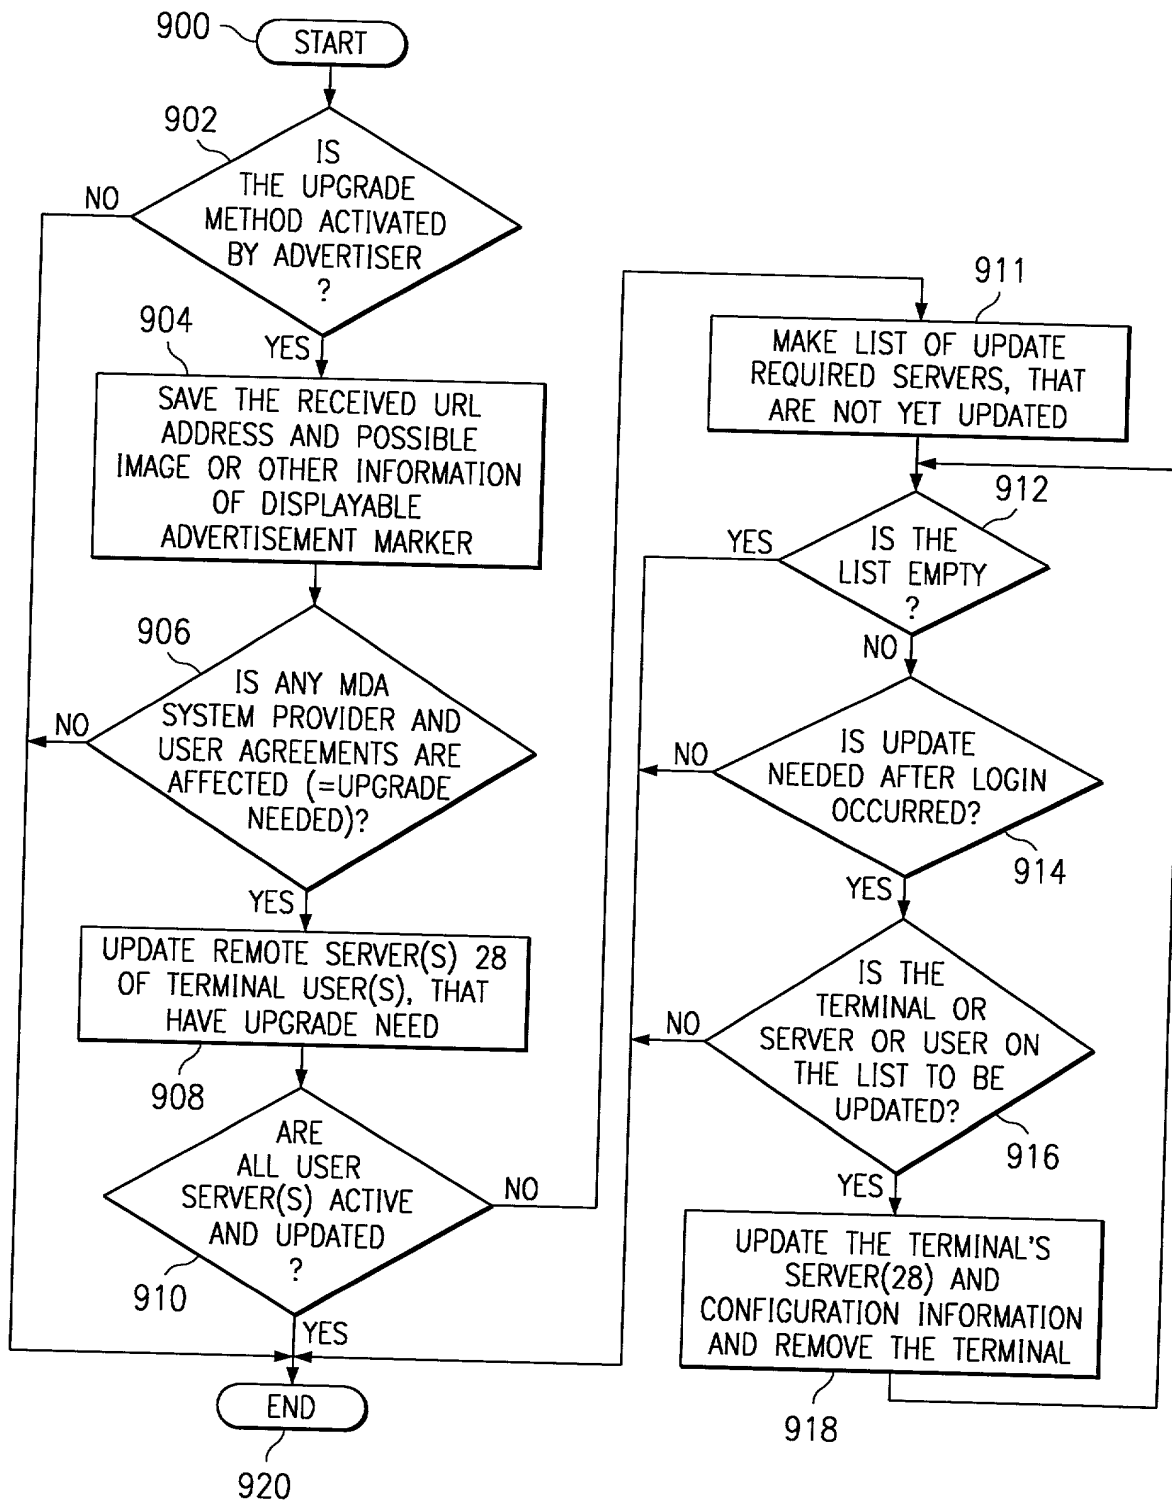 900
START
902
IS
THE UPGRADE
METHOD ACTIVATED
BY ADVERTISER
?
NO
YES
904
SAVE THE RECEIVED URL
ADDRESS AND POSSIBLE
IMAGE OR OTHER INFORMATION
OF DISPLAYABLE
ADVERTISEMENT MARKER
906
IS ANY MDA
SYSTEM PROVIDER AND
USER AGREEMENTS ARE
AFFECTED (=UPGRADE
NEEDED)?
NO
YES
UPDATE REMOTE SERVER(S) 28
OF TERMINAL USER(S), THAT
HAVE UPGRADE NEED
908
ARE
ALL USER
SERVER(S) ACTIVE
AND UPDATED
?
NO
910
YES
END
920
911
MAKE LIST OF UPDATE
REQUIRED SERVERS, THAT
ARE NOT YET UPDATED
912
IS THE
LIST EMPTY
?
YES
NO
IS UPDATE
NEEDED AFTER LOGIN
OCCURRED?
NO
914
YES
IS THE
TERMINAL OR
SERVER OR USER ON
THE LIST TO BE
UPDATED?
NO
916
YES
UPDATE THE TERMINAL'S
SERVER(28) AND
CONFIGURATION INFORMATION
AND REMOVE THE TERMINAL
918